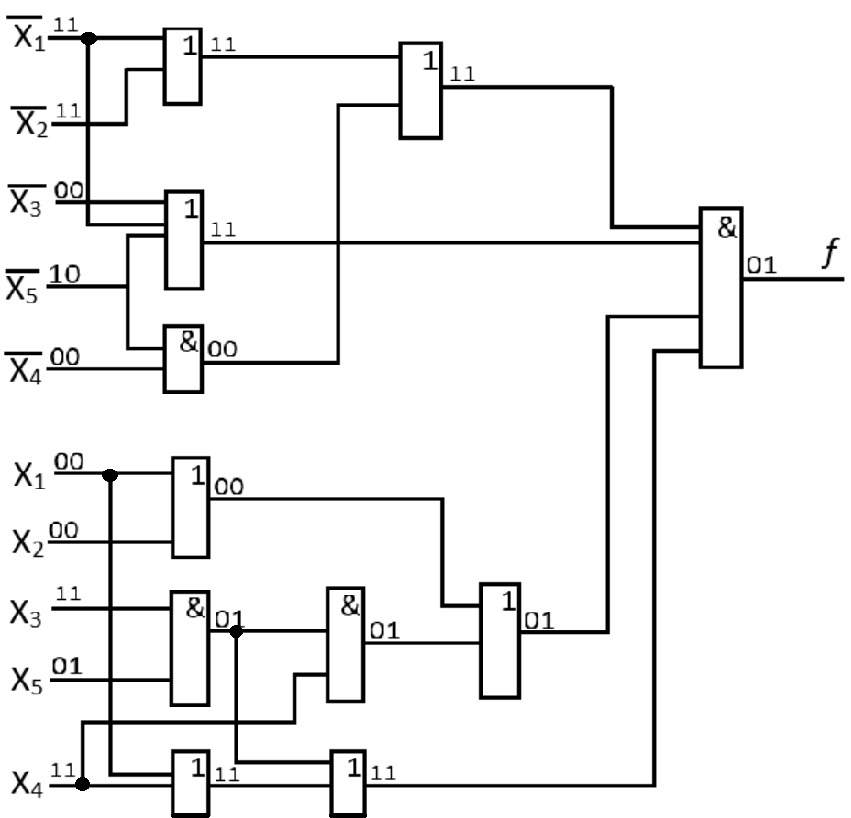 X̅₁ 11 1 11
1 11
X̅₂ 11
X̅₃ 00 1 11
& 01 f
X̅₅ 10
X̅₄ 00 & 00
X₁ 00 1 00
X₂ 00
X₃ 11 & 01 & 01 1 01
X₅ 01
X₄ 11 1 11 1 11